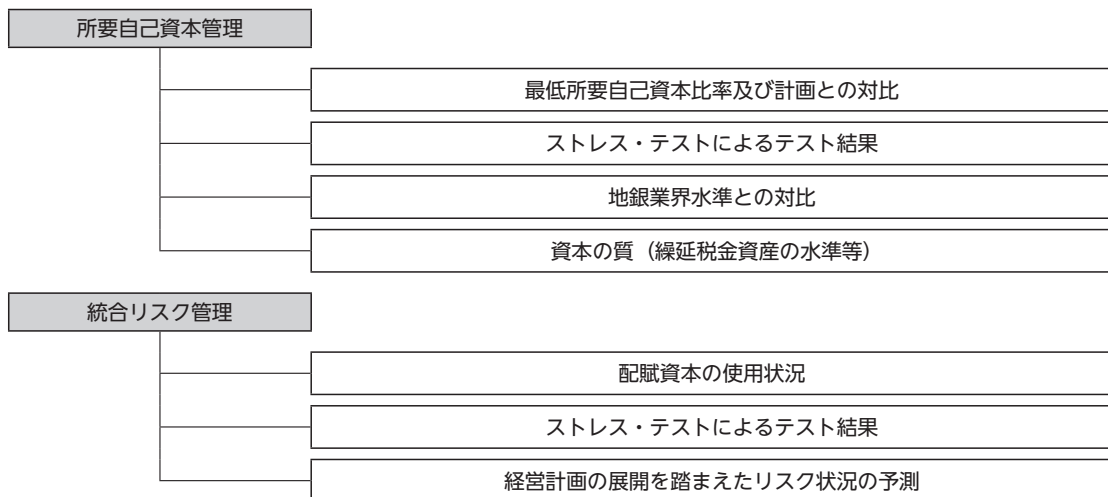 所要自己資本管理
最低所要自己資本比率及び計画との対比
ストレス・テストによるテスト結果
地銀業界水準との対比
資本の質（繰延税金資産の水準等）
統合リスク管理
配賦資本の使用状況
ストレス・テストによるテスト結果
経営計画の展開を踏まえたリスク状況の予測